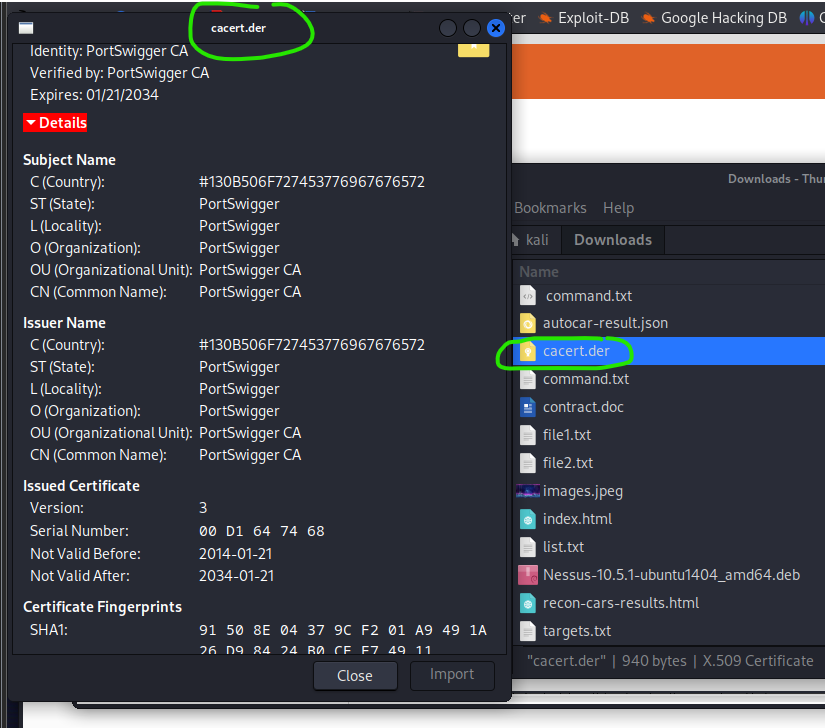 cacert.der
Identity: PortSwigger CA
Verified by: PortSwigger CA
Expires: 01/21/2034
Details
Subject Name
C (Country): #130B506F727453776967676572
ST (State): PortSwigger
L (Locality): PortSwigger
O (Organization): PortSwigger
OU (Organizational Unit): PortSwigger CA
CN (Common Name): PortSwigger CA
Issuer Name
C (Country): #130B506F727453776967676572
ST (State): PortSwigger
L (Locality): PortSwigger
O (Organization): PortSwigger
OU (Organizational Unit): PortSwigger CA
CN (Common Name): PortSwigger CA
Issued Certificate
Version: 3
Serial Number: 00 D1 64 74 68
Not Valid Before: 2014-01-21
Not Valid After: 2034-01-21
Certificate Fingerprints
SHA1: 91 50 8E 04 37 9C F2 01 A9 49 1A
26 D9 84 24 B0 CE F7 49 11
Close Import
ter Exploit-DB Google Hacking DB
Downloads - Thu
Bookmarks Help
kali Downloads
Name
command.txt
autocar-result.json
cacert.der
command.txt
contract.doc
file1.txt
file2.txt
images.jpeg
index.html
list.txt
Nessus-10.5.1-ubuntu1404_amd64.deb
recon-cars-results.html
targets.txt
"cacert.der" | 940 bytes | X.509 Certificate